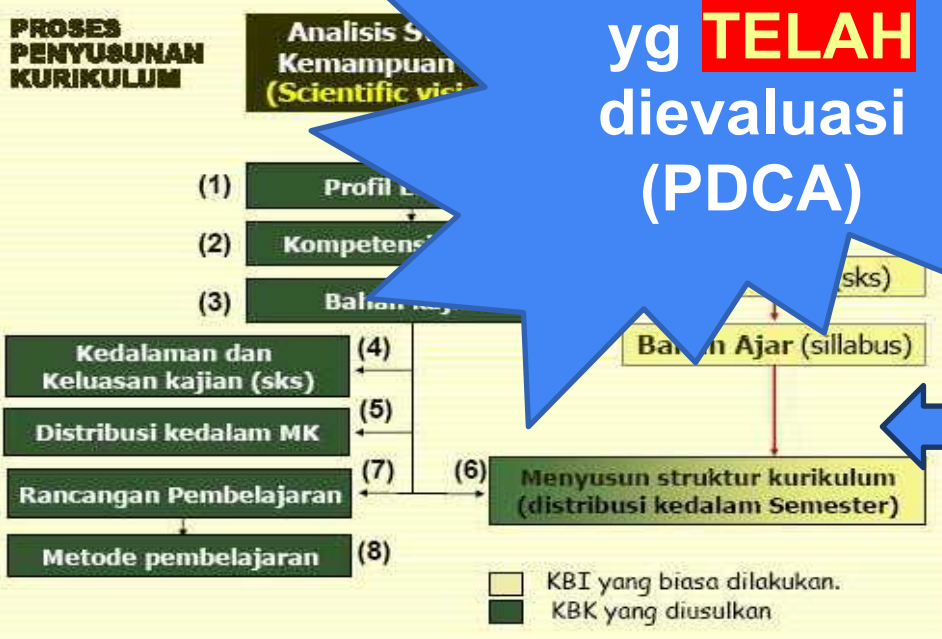 PROSES
PENYUSUNAN
KURIKULUM
Analisis
Kemampuan
(Scientific
yg TELAH
dievaluasi
(PDCA)
(1) Profil
(2)
(3) Bahan
(sks)
Kedalaman dan (4)
Keluasan kajian (sks)
Ajar (sillabus)
(5)
Distribusi kedalam MK
(7) (6)
Rancangan Pembelajaran
Menyusun struktur kurikulum
(distribusi kedalam Semester)
Metode pembelajaran (8)
KBI yang biasa dilakukan.
KBK yang diusulkan